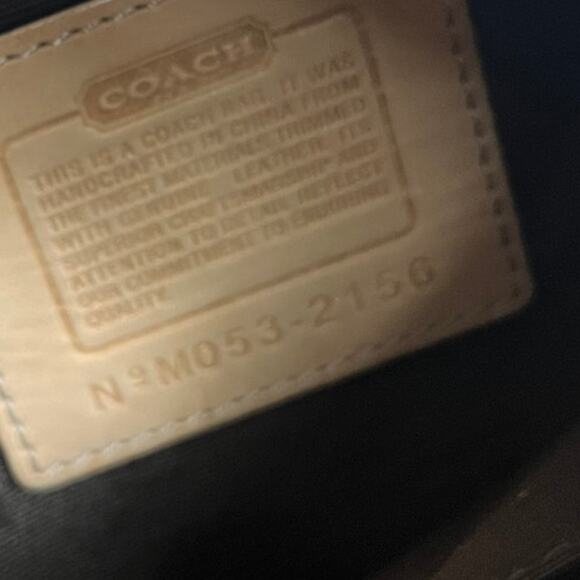 COACH
THIS IS A COACH BAG. IT WAS
HANDCRAFTED IN CHINA FROM
THE FINEST MATERIALS TRIMMED
WITH GENUINE LEATHER. ITS
SUPERIOR CRAFTSMANSHIP AND
ATTENTION TO DETAIL REFLECT
OUR COMMITMENT TO ENDURING
QUALITY.
NºM053-2156